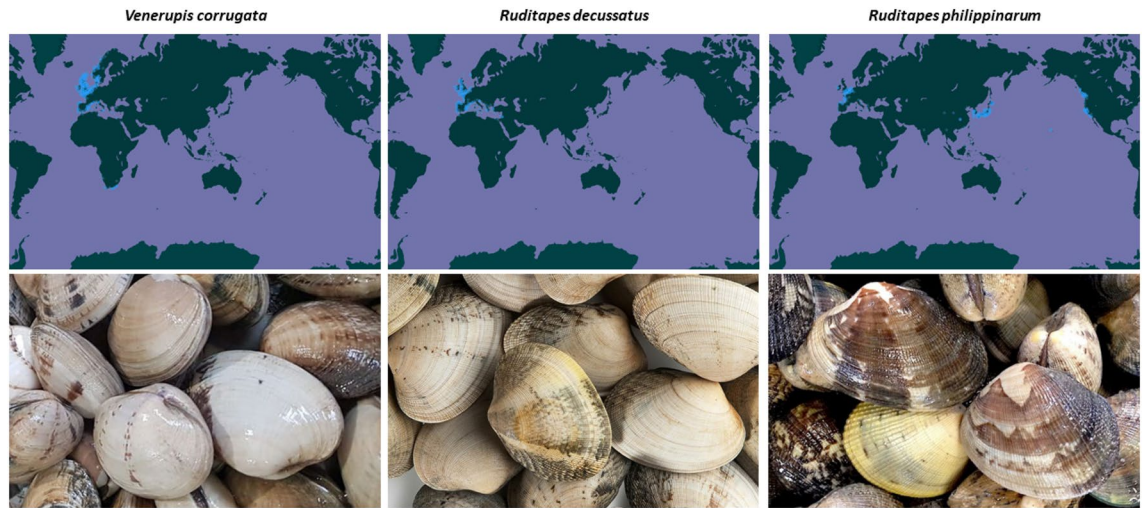 Venerupis corrugata
Ruditapes decussatus
Ruditapes philippinarum